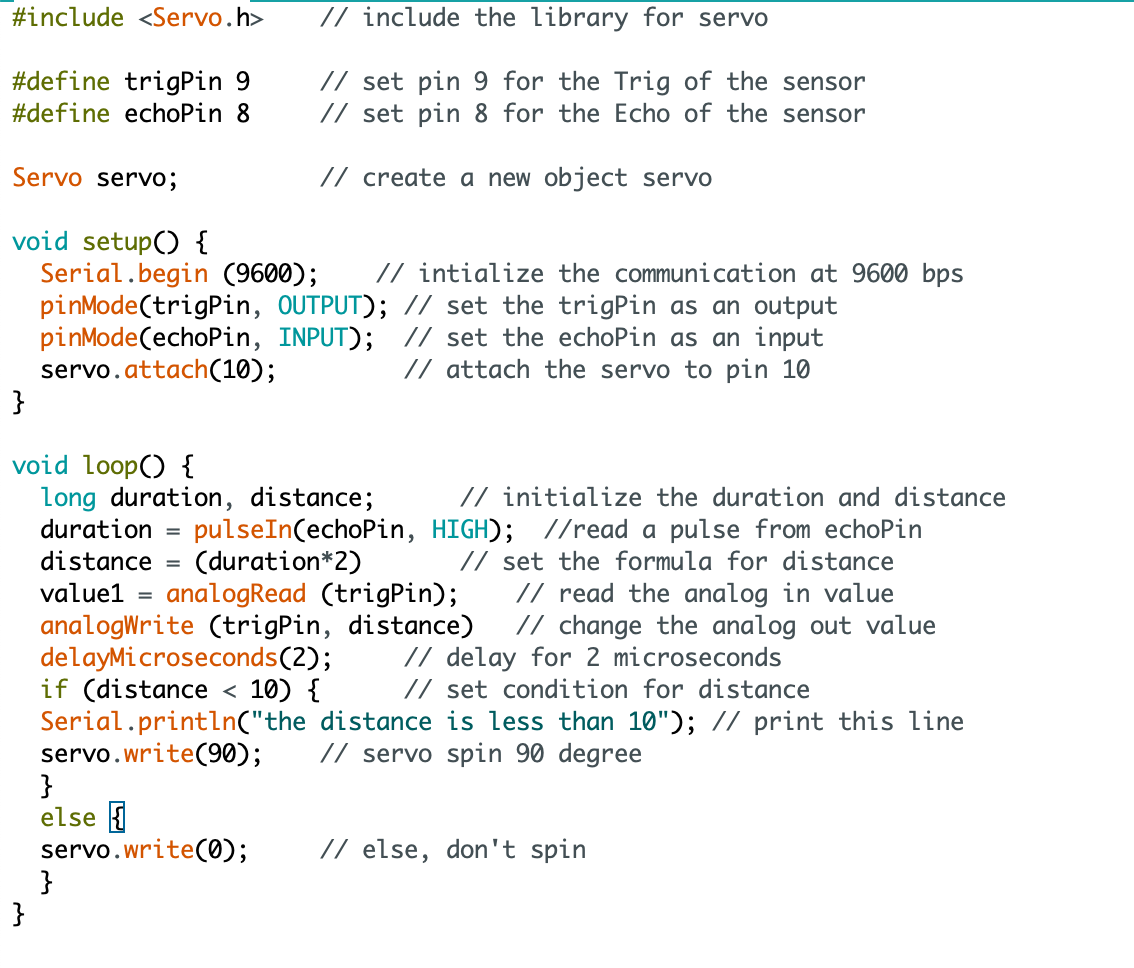 #include <Servo.h>    // include the library for servo
#define trigPin 9     // set pin 9 for the Trig of the sensor
#define echoPin 8     // set pin 8 for the Echo of the sensor
Servo servo;          // create a new object servo
void setup() {
  Serial.begin (9600);    // intialize the communication at 9600 bps
  pinMode(trigPin, OUTPUT); // set the trigPin as an output
  pinMode(echoPin, INPUT);  // set the echoPin as an input
  servo.attach(10);         // attach the servo to pin 10
}
void loop() {
  long duration, distance;      // initialize the duration and distance
  duration = pulseIn(echoPin, HIGH);  //read a pulse from echoPin
  distance = (duration*2)       // set the formula for distance
  value1 = analogRead (trigPin);    // read the analog in value
  analogWrite (trigPin, distance)   // change the analog out value
  delayMicroseconds(2);     // delay for 2 microseconds
  if (distance < 10) {      // set condition for distance
  Serial.println("the distance is less than 10"); // print this line
  servo.write(90);    // servo spin 90 degree
  }
  else {
  servo.write(0);     // else, don't spin
  }
}